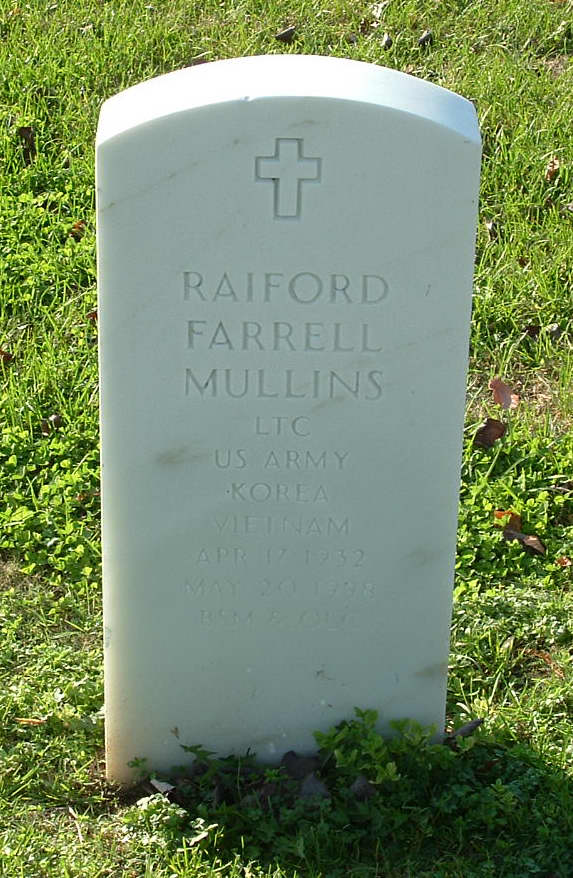 RAIFORD
FARRELL
MULLINS
LTC
US ARMY
KOREA
VIETNAM
APR 17 1932
MAY 20 1998
BSM & OLC